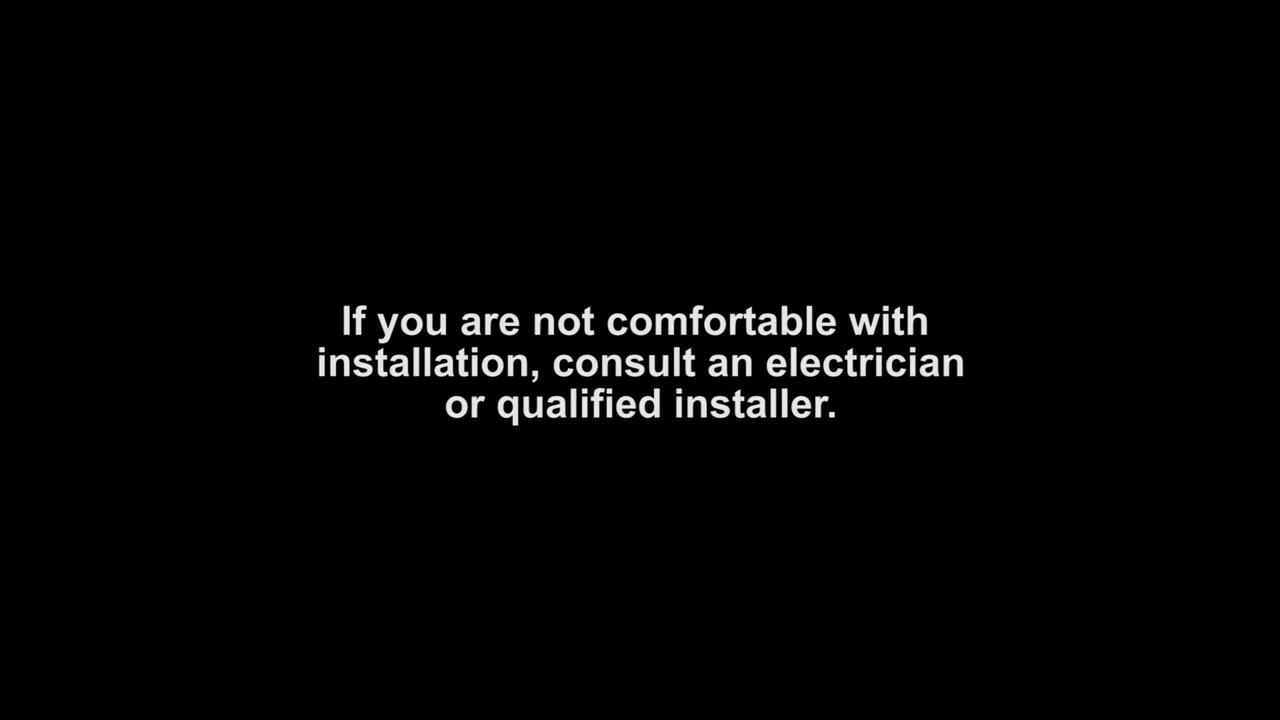 If you are not comfortable with
installation, consult an electrician
or qualified installer.